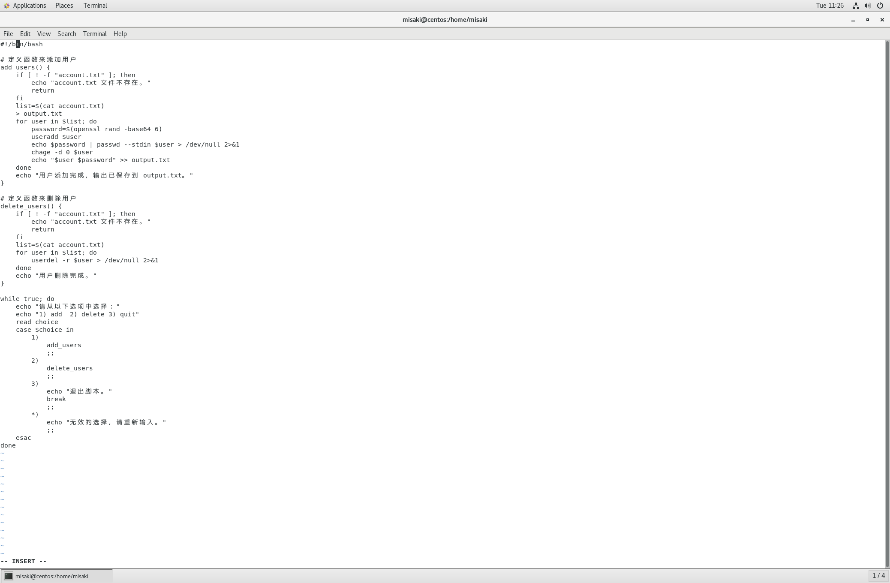 Applications Places Terminal Tue 11:26
misaki@centos:/home/misaki
File Edit View Search Terminal Help
#!/bin/bash
# 定义函数来添加用户
add_users() {
    if [ ! -f "account.txt" ]; then
        echo "account.txt 文件不存在。"
        return
    fi
    list=$(cat account.txt)
    > output.txt
    for user in $list; do
        password=$(openssl rand -base64 6)
        useradd $user
        echo $password | passwd --stdin $user > /dev/null 2>&1
        chage -d 0 $user
        echo "$user $password" >> output.txt
    done
    echo "用户添加完成，输出已保存到 output.txt。"
}
# 定义函数来删除用户
delete_users() {
    if [ ! -f "account.txt" ]; then
        echo "account.txt 文件不存在。"
        return
    fi
    list=$(cat account.txt)
    for user in $list; do
        userdel -r $user > /dev/null 2>&1
    done
    echo "用户删除完成。"
}
while true; do
    echo "请从以下选项中选择："
    echo "1) add  2) delete 3) quit"
    read choice
    case $choice in
        1)
            add_users
            ;;
        2)
            delete_users
            ;;
        3)
            echo "退出脚本。"
            break
            ;;
        *)
            echo "无效的选择，请重新输入。"
            ;;
    esac
done
~
~
~
~
~
~
~
~
~
~
~
~
~
~
-- INSERT --
misaki@centos:/home/misaki 1 / 4